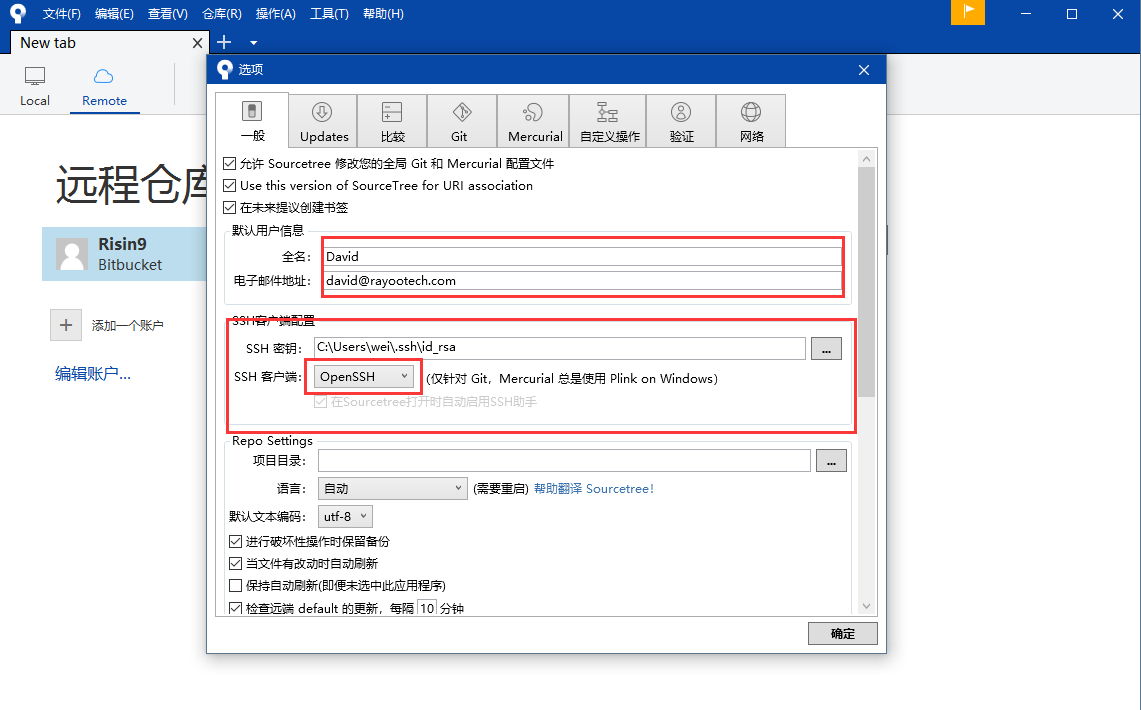 文件(F) 编辑(E) 查看(V) 仓库(R) 操作(A) 工具(T) 帮助(H)
New tab
选项
Local
Remote
一般
Updates
比较
Git
Mercurial
自定义操作
验证
网络
远程仓库
Risin9
Bitbucket
添加一个账户
编辑账户...
允许 Sourcetree 修改您的全局 Git 和 Mercurial 配置文件
Use this version of SourceTree for URI association
在未来提议创建书签
默认用户信息
全名: David
电子邮件地址: david@rayootech.com
SSH客户端配置
SSH 密钥: C:\Users\wei\.ssh\id_rsa ...
SSH 客户端: OpenSSH (仅针对 Git，Mercurial 总是使用 Plink on Windows)
在Sourcetree打开时自动启用SSH助手
Repo Settings
项目目录: ...
语言: 自动 (需要重启) 帮助翻译 Sourcetree!
默认文本编码: utf-8
进行破坏性操作时保留备份
当文件有改动时自动刷新
保持自动刷新(即便未选中此应用程序)
检查远端 default 的更新，每隔 10 分钟
确定